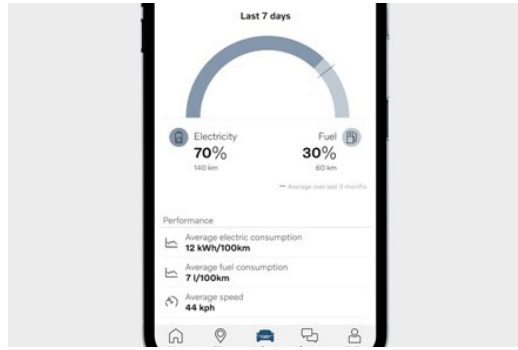 Last 7 days
Electricity
Fuel
70%
30%
140 km
60 km
Average over last 3 months
Performance
Average electric consumption
12 kWh/100km
Average fuel consumption
7 l/100km
Average speed
44 kph